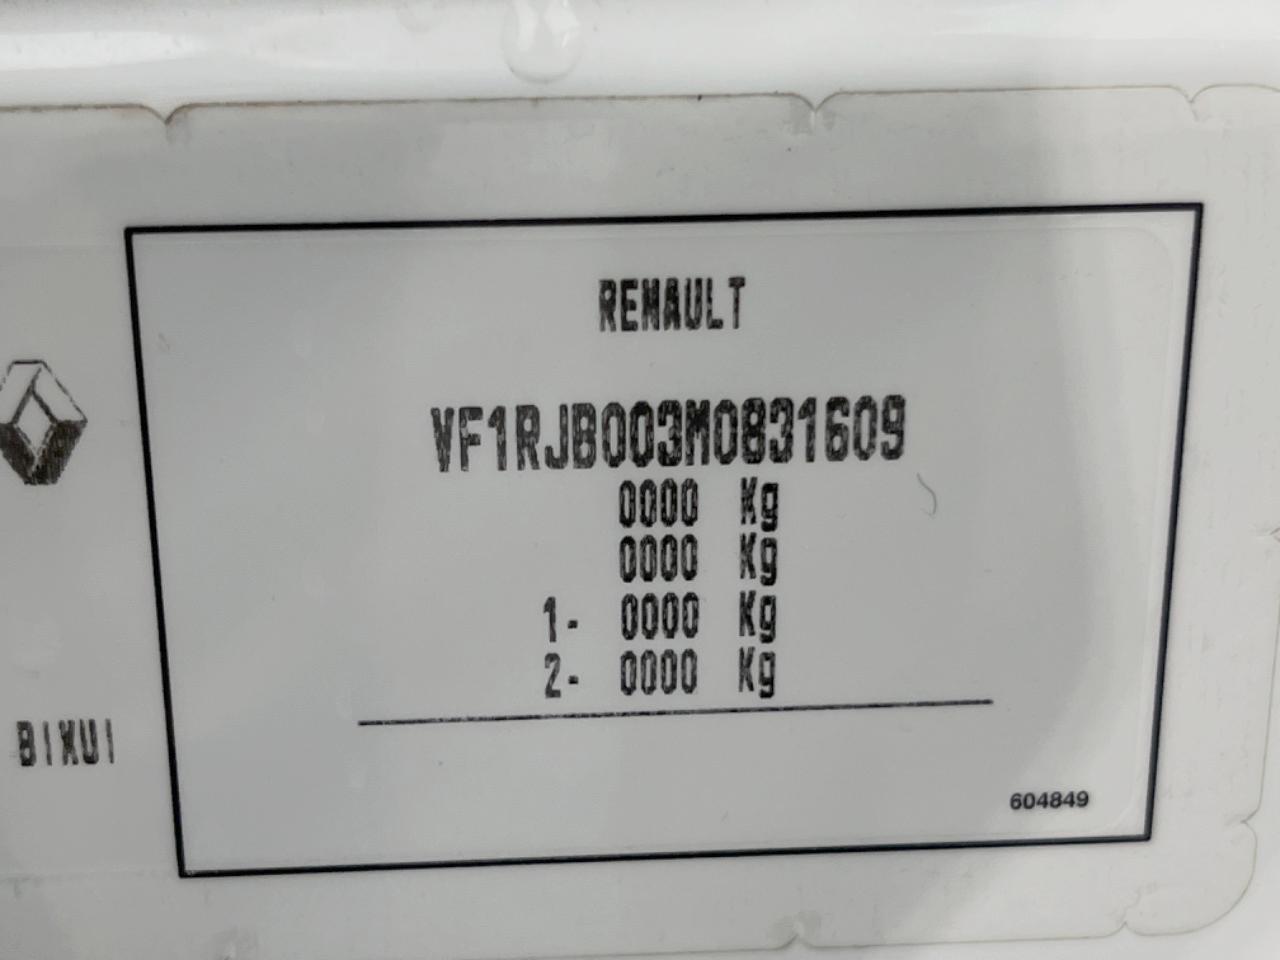 RENAULT
VF1RJB003M0831609
0000 Kg
0000 Kg
1- 0000 Kg
2- 0000 Kg
BIXUI
604849